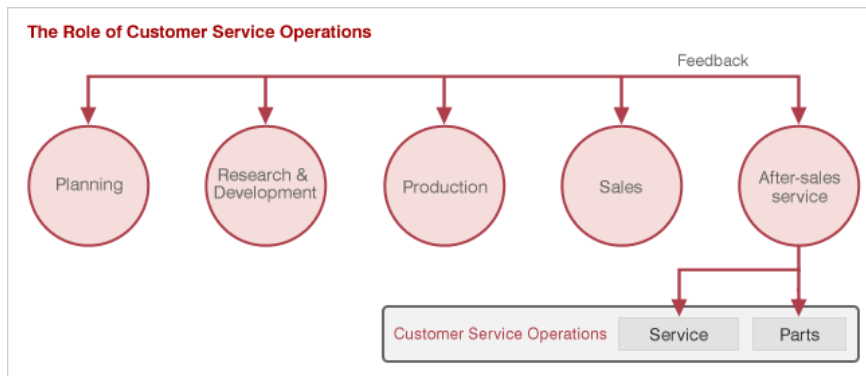 The Role of Customer Service Operations
Feedback
Planning
Research &
Development
Production
Sales
After-sales
service
Customer Service Operations
Service
Parts